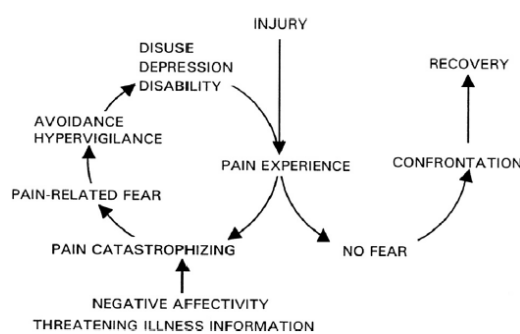 INJURY
DISUSE
DEPRESSION
DISABILITY
RECOVERY
AVOIDANCE
HYPERVIGILANCE
PAIN EXPERIENCE
CONFRONTATION
PAIN-RELATED FEAR
PAIN CATASTROPHIZING
NO FEAR
NEGATIVE AFFECTIVITY
THREATENING ILLNESS INFORMATION